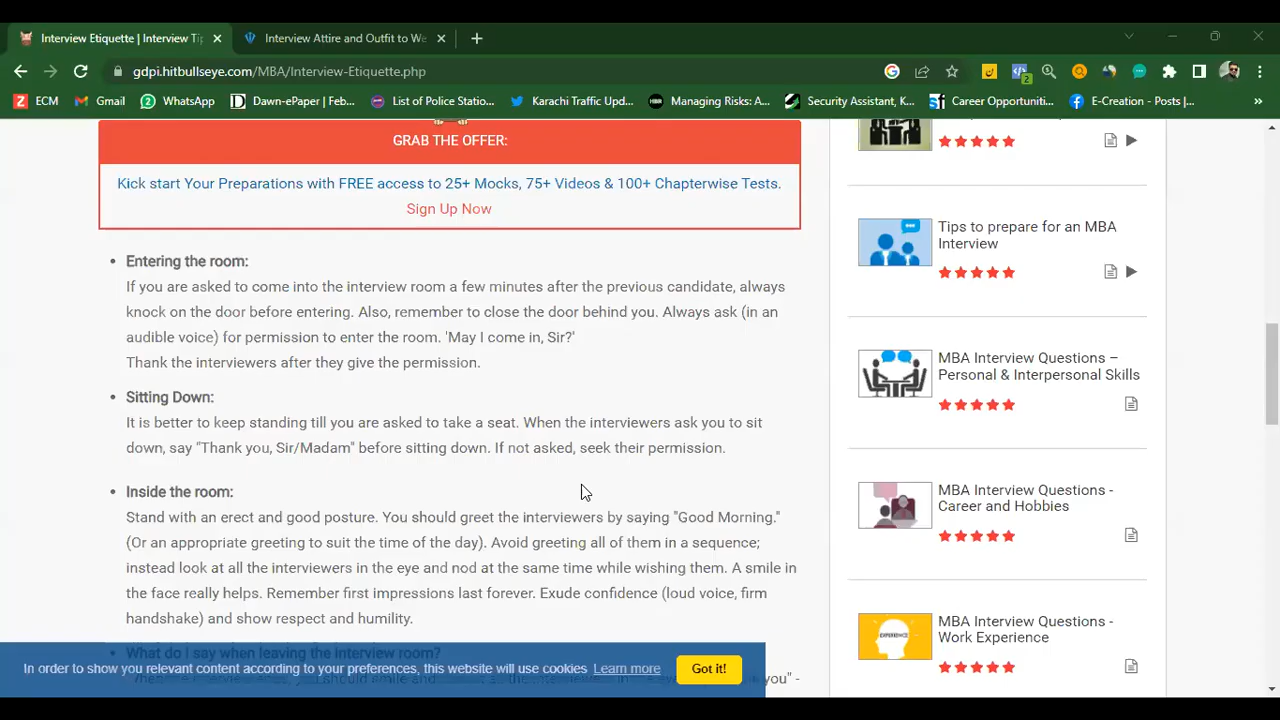 Interview Etiquette | Interview Tip
Interview Attire and Outfit to We
gdpi.hitbullseye.com/MBA/Interview-Etiquette.php
2
ECM
Gmail
WhatsApp
Dawn-ePaper | Feb...
List of Police Statio...
Karachi Traffic Upd...
Managing Risks: A...
Security Assistant, K...
Career Opportuniti...
E-Creation - Posts |...
»
GRAB THE OFFER:
Kick start Your Preparations with FREE access to 25+ Mocks, 75+ Videos & 100+ Chapterwise Tests.
Sign Up Now
• Entering the room:
If you are asked to come into the interview room a few minutes after the previous candidate, always
knock on the door before entering. Also, remember to close the door behind you. Always ask (in an
audible voice) for permission to enter the room. 'May I come in, Sir?'
Thank the interviewers after they give the permission.
• Sitting Down:
It is better to keep standing till you are asked to take a seat. When the interviewers ask you to sit
down, say "Thank you, Sir/Madam" before sitting down. If not asked, seek their permission.
• Inside the room:
Stand with an erect and good posture. You should greet the interviewers by saying "Good Morning."
(Or an appropriate greeting to suit the time of the day). Avoid greeting all of them in a sequence;
instead look at all the interviewers in the eye and nod at the same time while wishing them. A smile in
the face really helps. Remember first impressions last forever. Exude confidence (loud voice, firm
handshake) and show respect and humility.
What do I say when leaving the interview room?
you should smile and
you" -
In order to show you relevant content according to your preferences, this website will use cookies Learn more
Got it!
Tips to prepare for an MBA
Interview
MBA Interview Questions –
Personal & Interpersonal Skills
MBA Interview Questions -
Career and Hobbies
MBA Interview Questions -
Work Experience